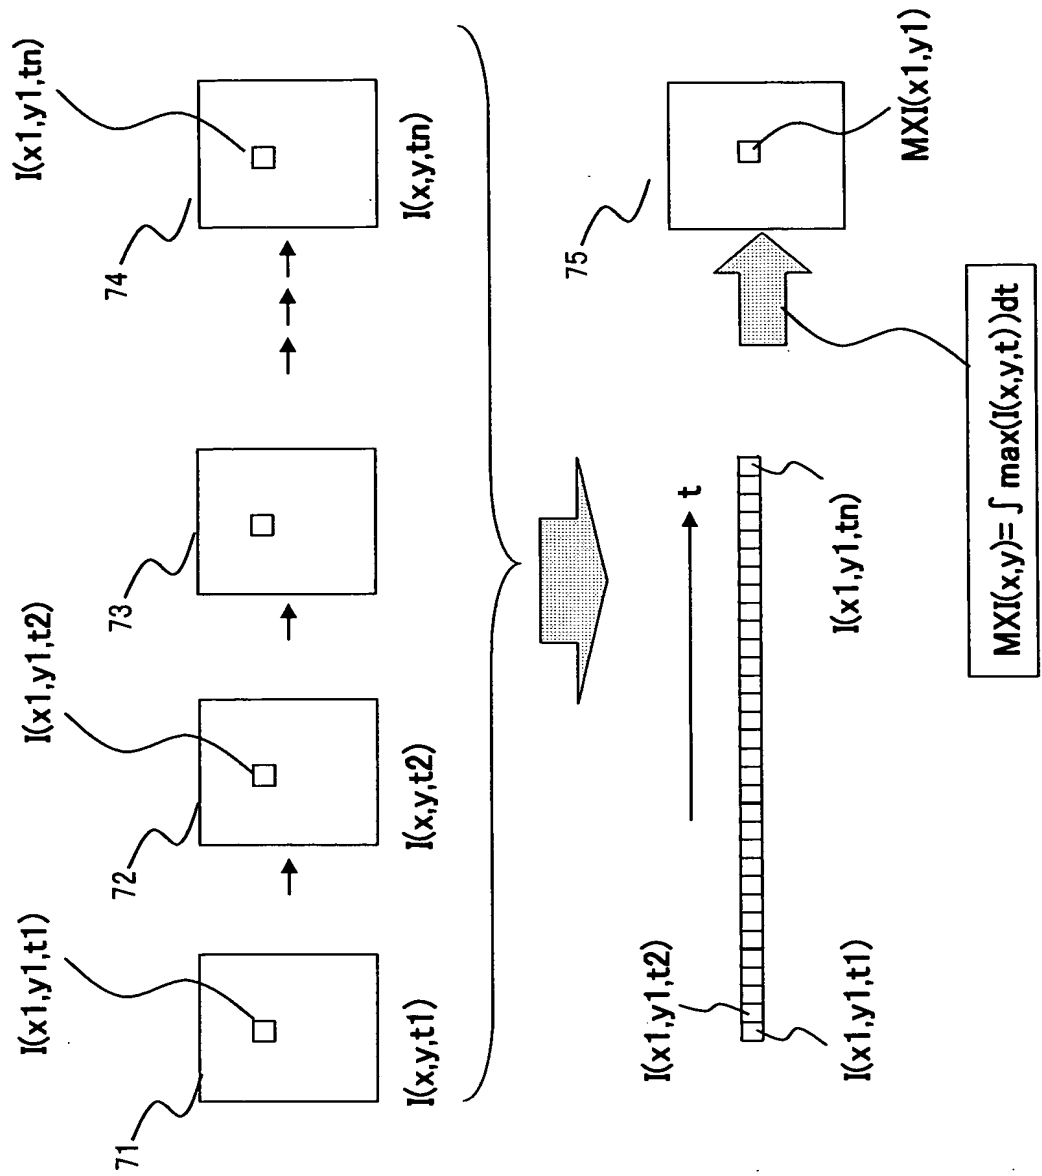 I(x1,y1,t1)
I(x1,y1,t2)
I(x1,y1,tn)
71
72
73
74
I(x,y,t1)
I(x,y,t2)
I(x,y,tn)
I(x1,y1,t2)
t
I(x1,y1,t1)
I(x1,y1,tn)
75
MXI(x1,y1)
MXI(x,y)= ∫ max(I(x,y,t))dt